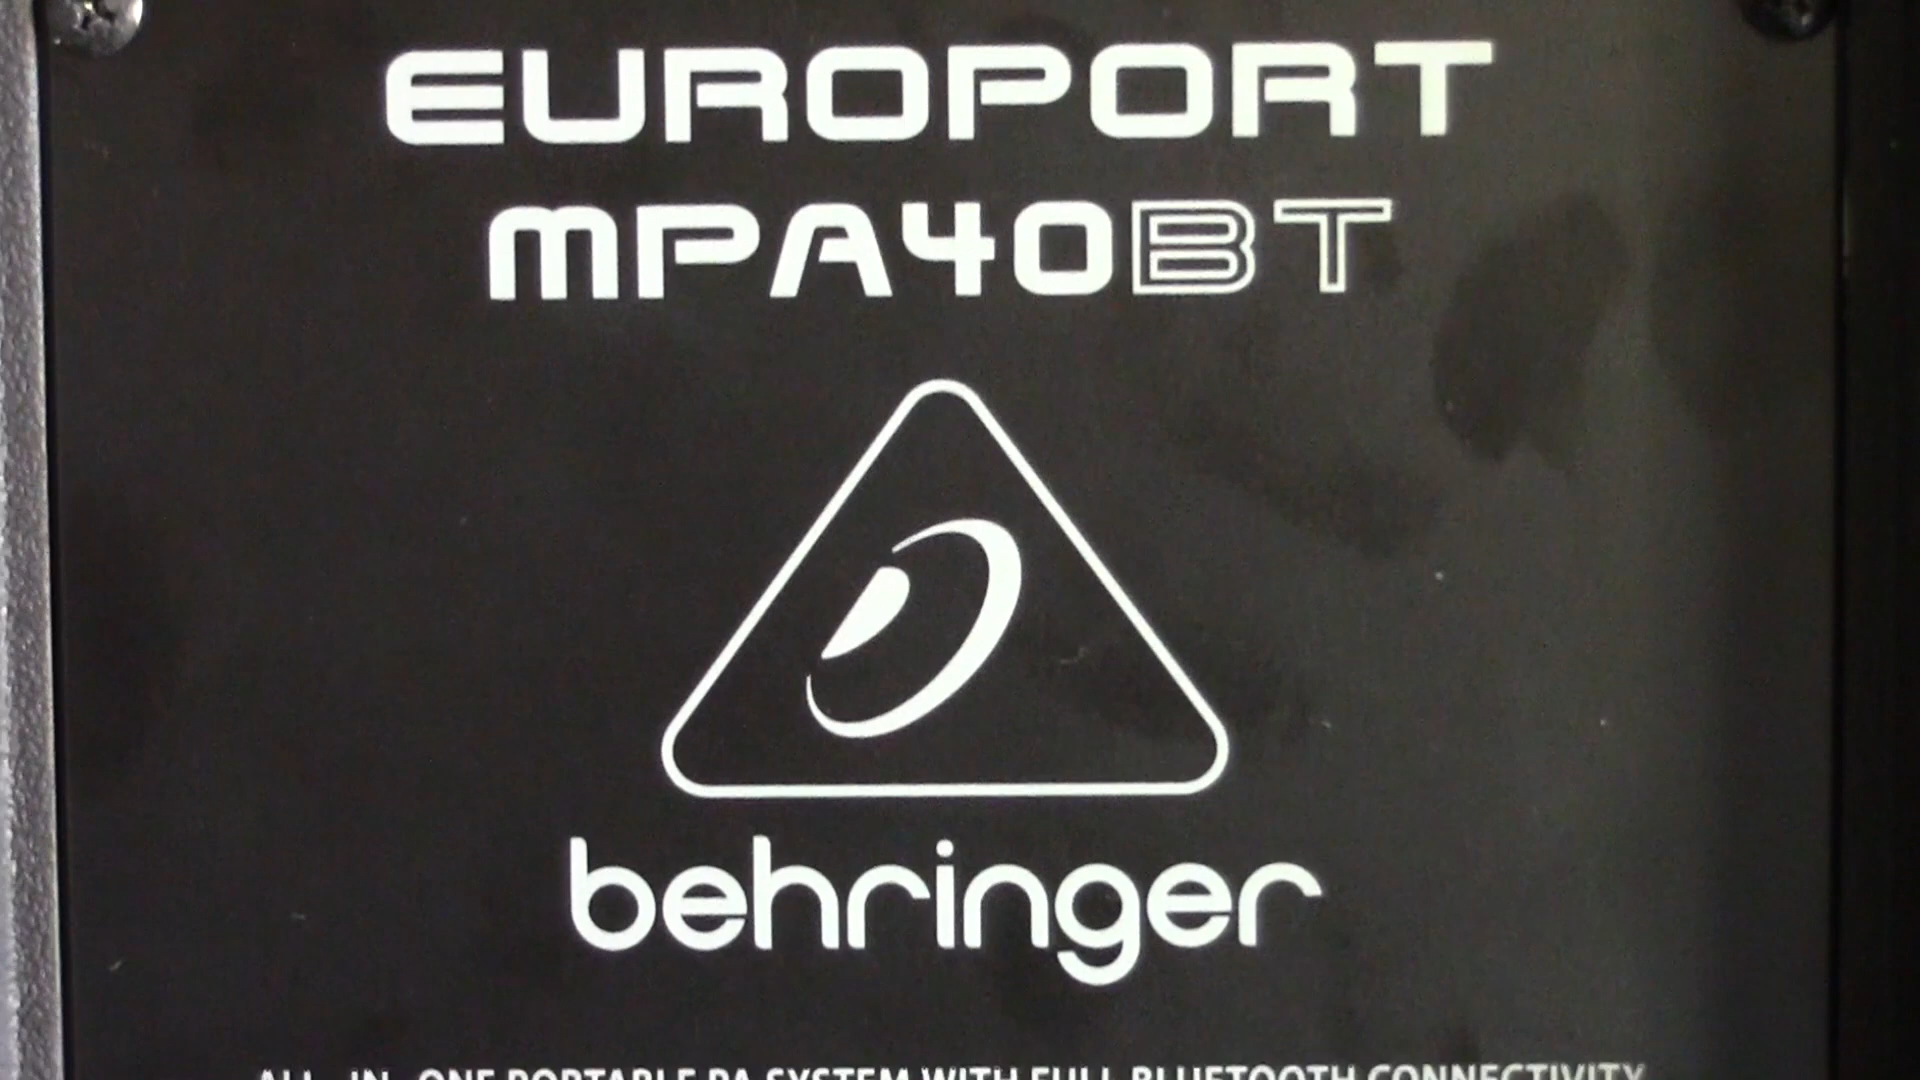 EUROPORT
MPA40BT
behringer
ALL-IN-ONE PORTABLE PA SYSTEM WITH FULL BLUETOOTH CONNECTIVITY